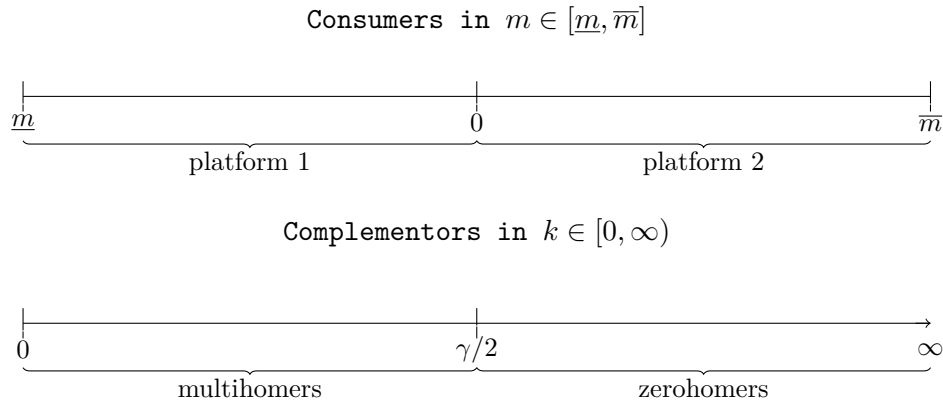 Consumers in m ∈ [m̲, m̅]
m̲ 0 m̅
platform 1 platform 2
Complementors in k ∈ [0, ∞)
0 γ/2 ∞
multihomers zerohomers